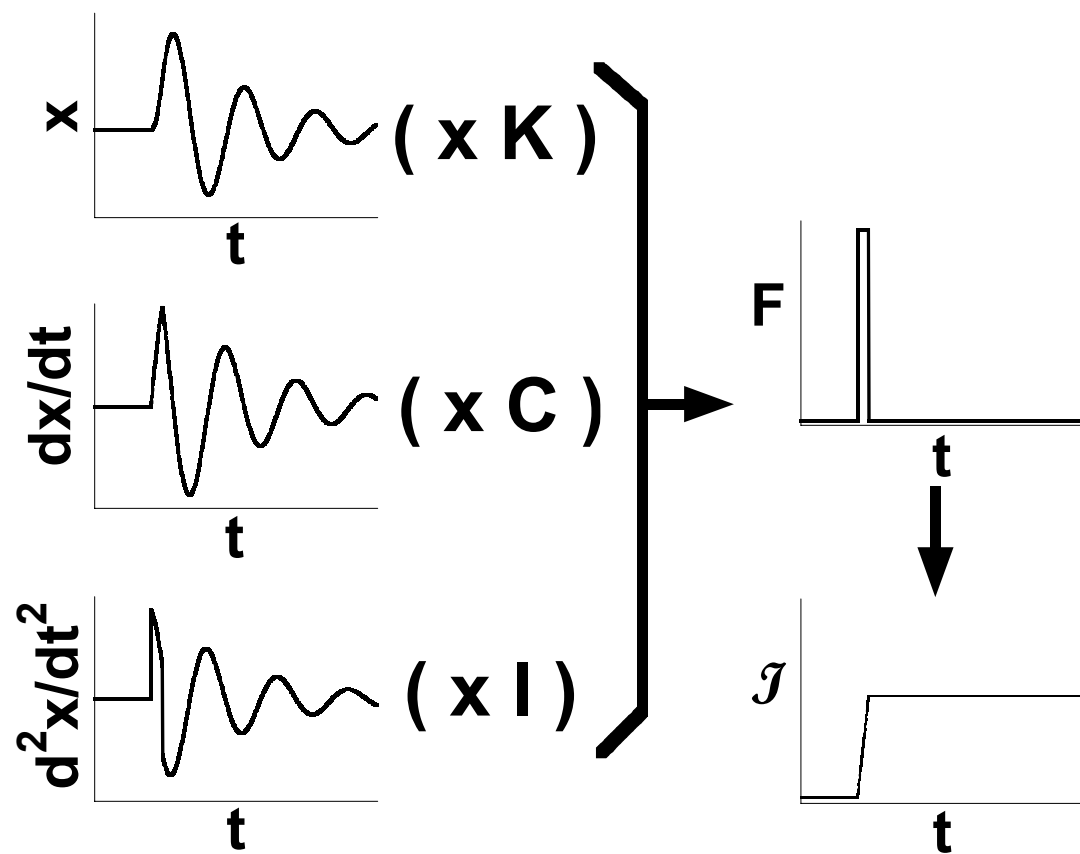 x
( x K )
t
dx/dt
( x C )
t
d²x/dt²
( x I )
t
F
t
ℐ
t